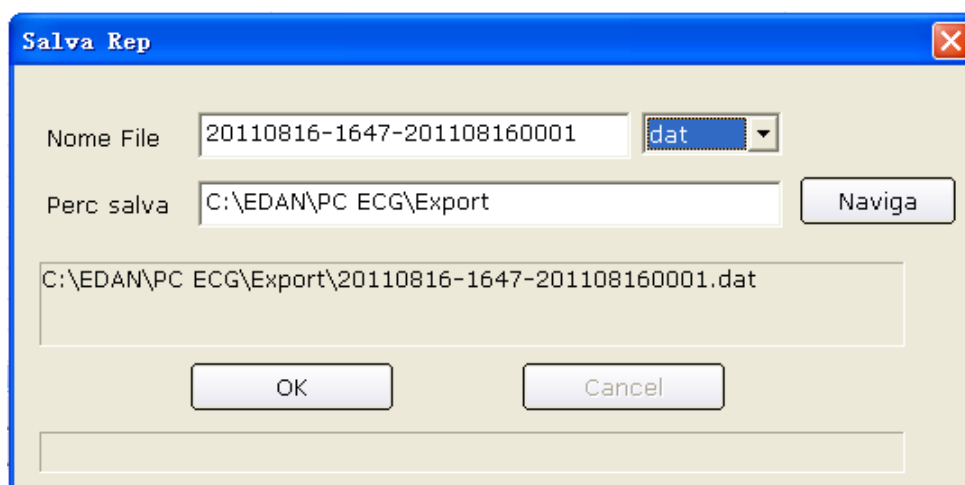 Salva Rep
Nome File 20110816-1647-201108160001 dat
Perc salva C:\EDAN\PC ECG\Export Naviga
C:\EDAN\PC ECG\Export\20110816-1647-201108160001.dat
OK Cancel